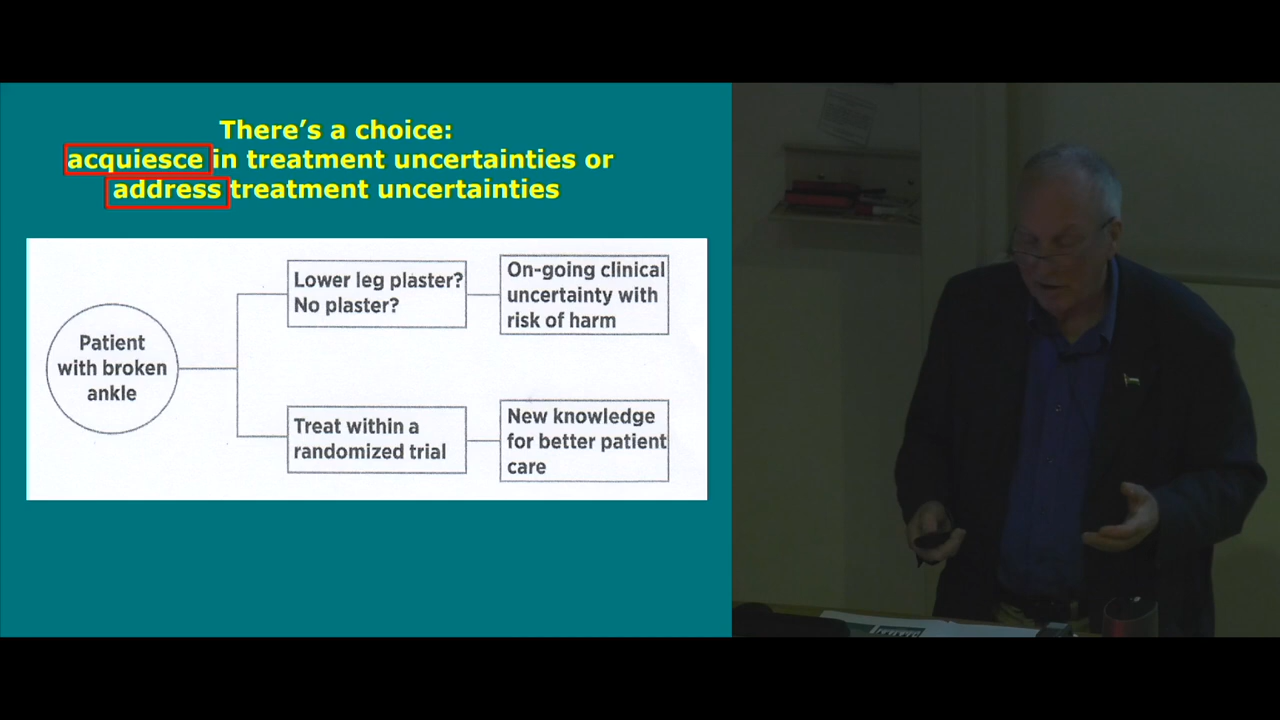 There's a choice:
acquiesce in treatment uncertainties or
address treatment uncertainties
Patient
with broken
ankle
Lower leg plaster?
No plaster?
On-going clinical
uncertainty with
risk of harm
Treat within a
randomized trial
New knowledge
for better patient
care